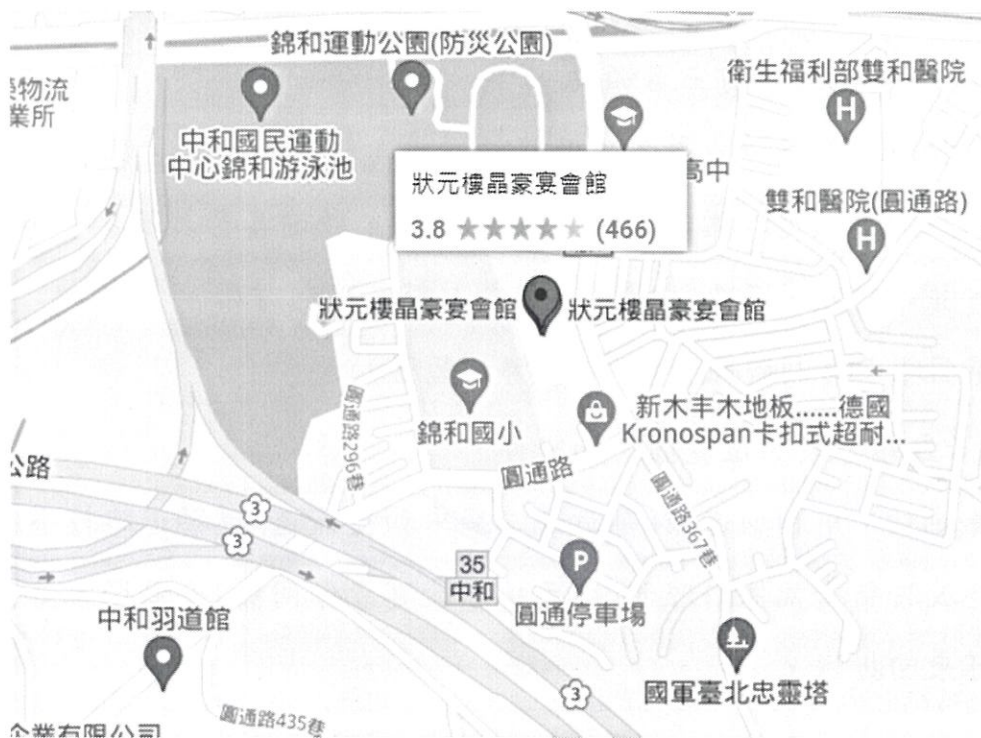 錦和運動公園(防災公園)
衛生福利部雙和醫院
物流
業所
中和國民運動
中心錦和游泳池
高中
狀元樓晶豪宴會館
3.8 (466)
雙和醫院(圓通路)
狀元樓晶豪宴會館
狀元樓晶豪宴會館
錦和國小
新木丰木地板......德國
Kronospan卡扣式超耐...
圓通路296巷
圓通路
圓通路367巷
公路
3
3
35
中和
P
圓通停車場
中和羽道館
國軍臺北忠靈塔
3
圓通路435巷
企業有限公司
H
H